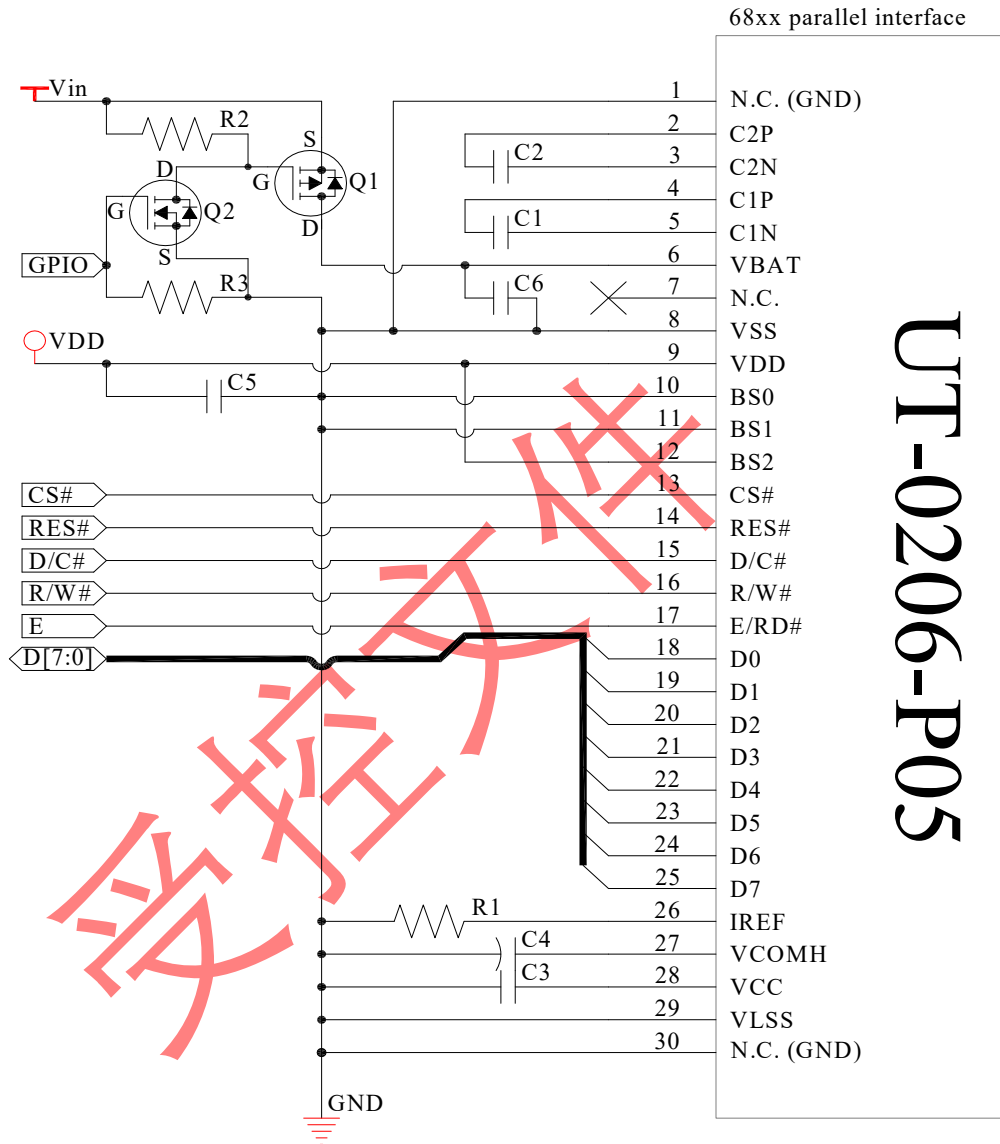 68xx parallel interface
Vin
R2
S
D
G
Q1
G
Q2
D
S
GPIO
R3
VDD
C5
CS#
RES#
D/C#
R/W#
E
D[7:0]
C2
C1
C6
R1
C4
C3
GND
1 N.C. (GND)
2 C2P
3 C2N
4 C1P
5 C1N
6 VBAT
7 N.C.
8 VSS
9 VDD
10 BS0
11 BS1
12 BS2
13 CS#
14 RES#
15 D/C#
16 R/W#
17 E/RD#
18 D0
19 D1
20 D2
21 D3
22 D4
23 D5
24 D6
25 D7
26 IREF
27 VCOMH
28 VCC
29 VLSS
30 N.C. (GND)
UT-0206-P05
受控文件